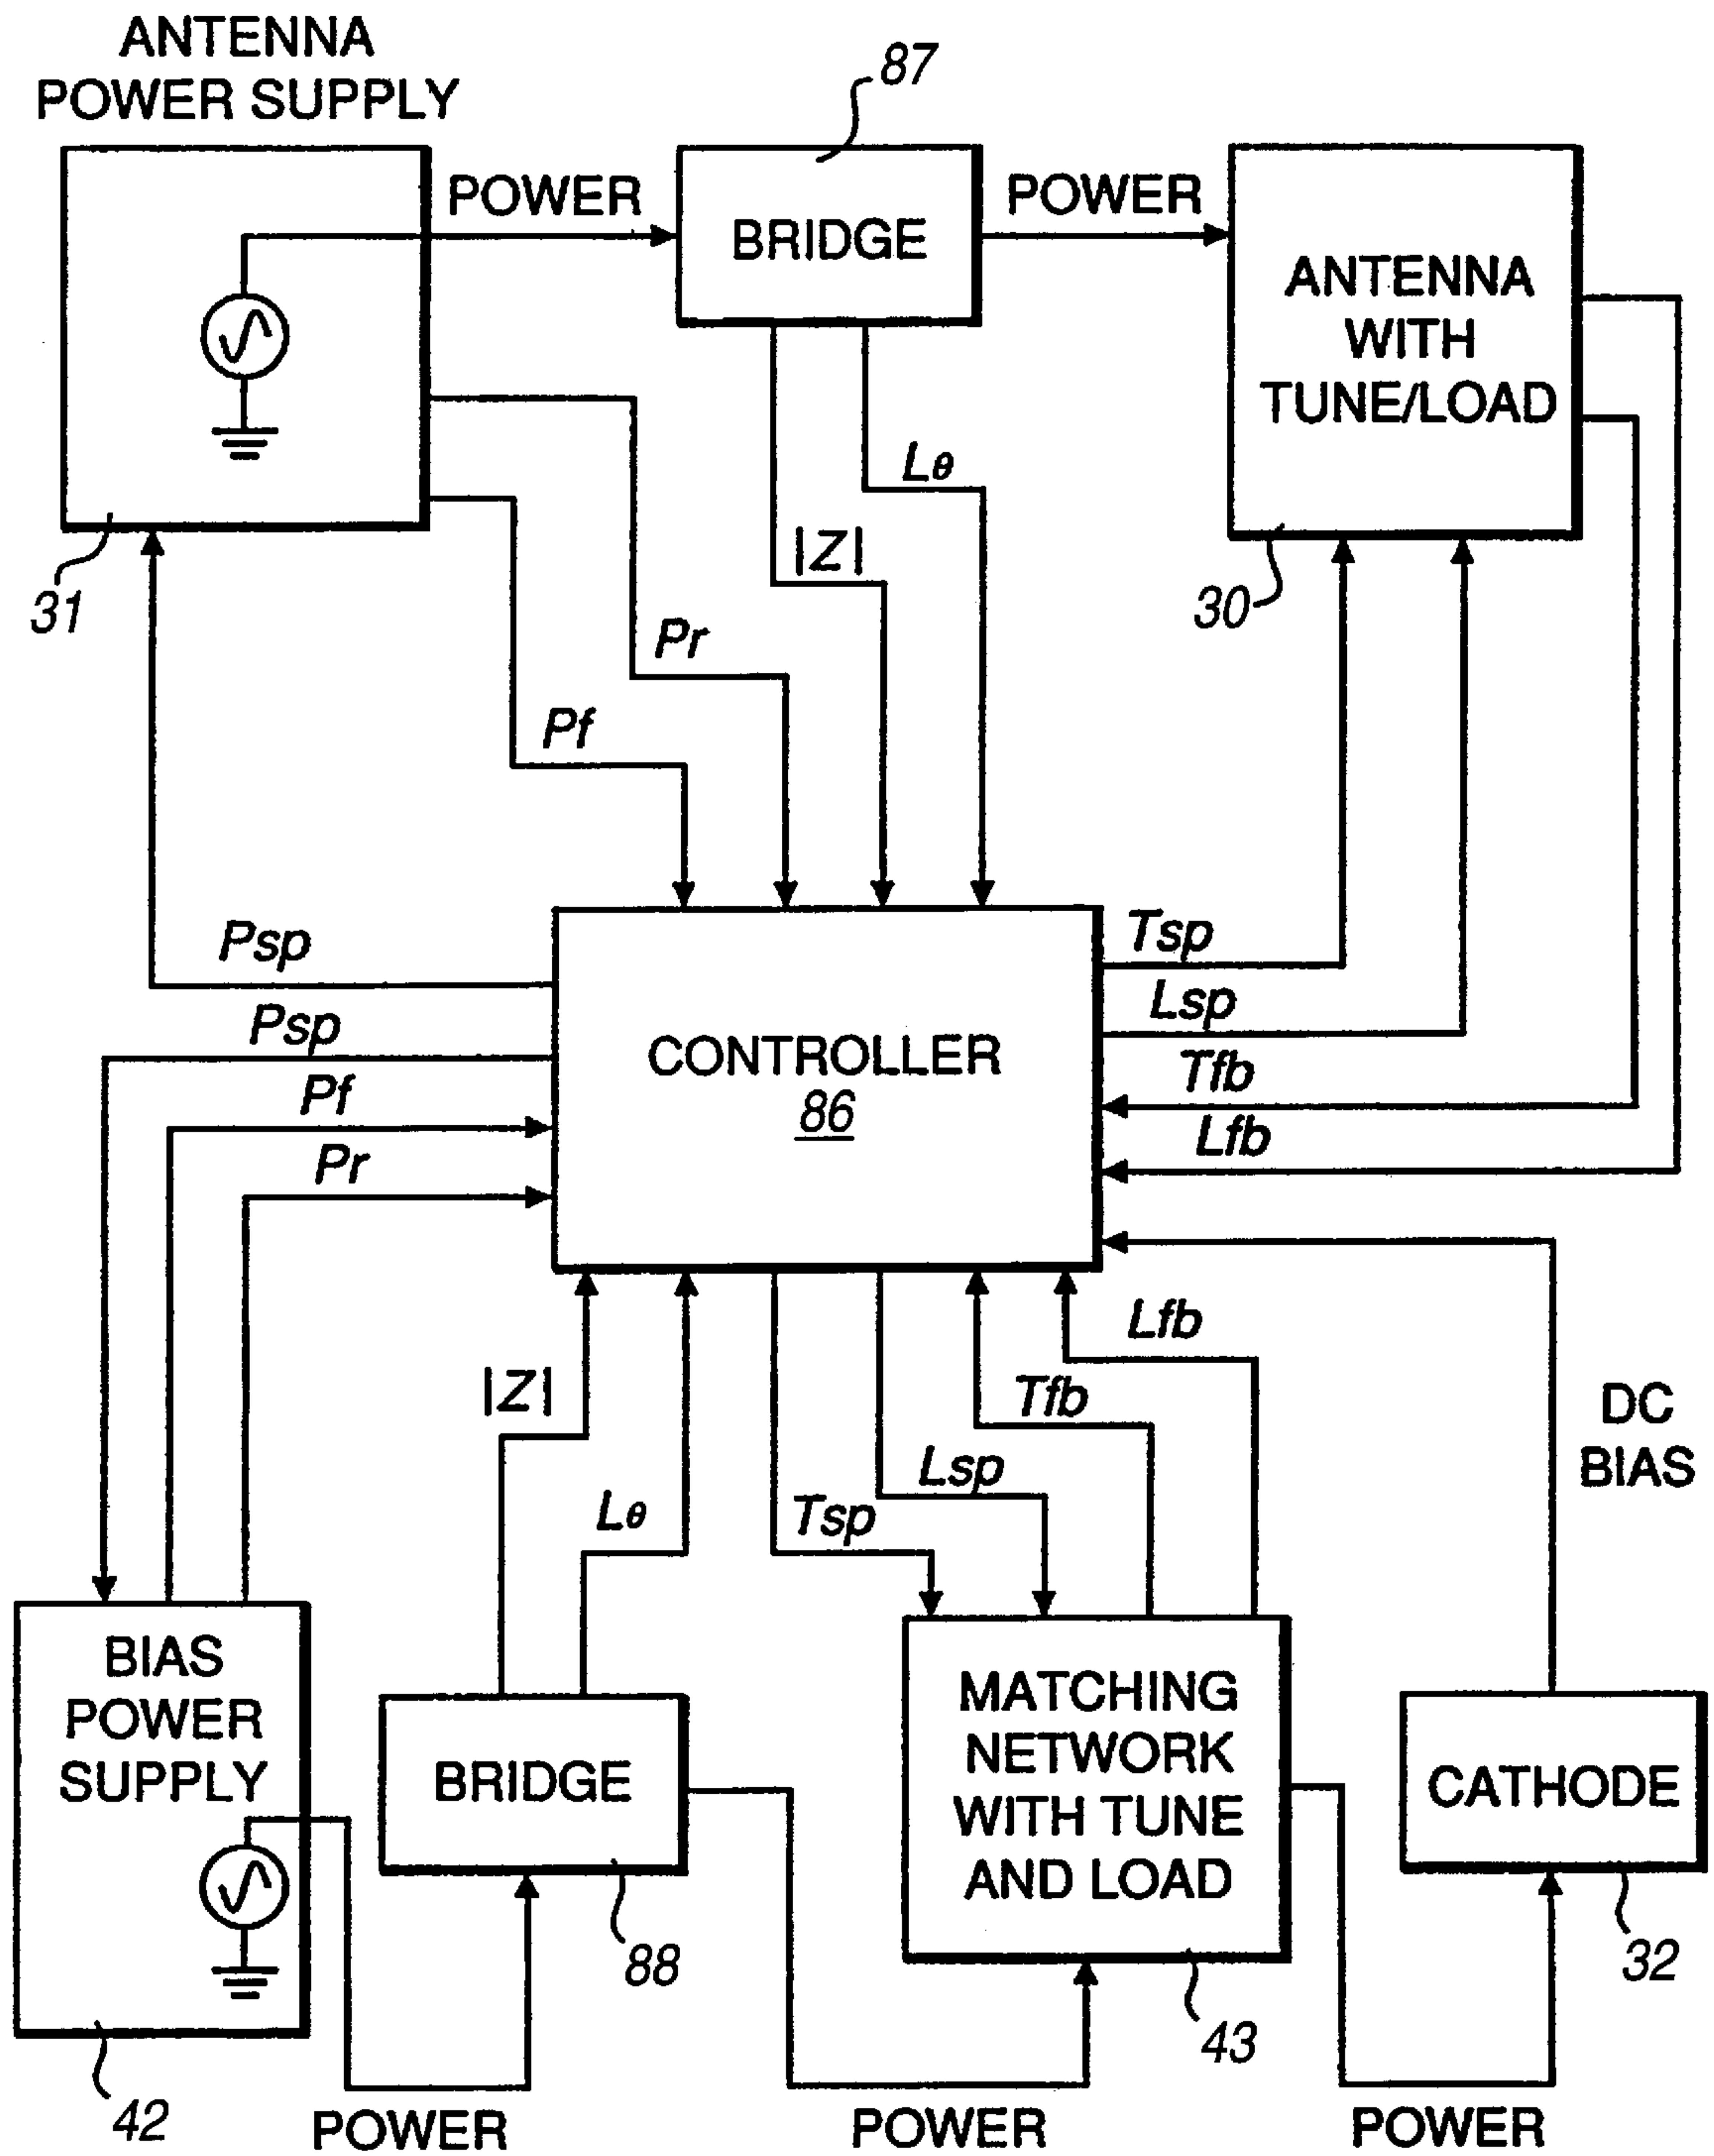 ANTENNA
POWER SUPPLY
87
POWER
BRIDGE
POWER
ANTENNA
WITH
TUNE/LOAD
Lθ
|Z|
31
30
Pr
Pf
Psp
Tsp
Psp
Lsp
CONTROLLER
86
Pf
Tfb
Pr
Lfb
|Z|
Lfb
Tfb
DC
BIAS
Lθ
Lsp
Tsp
BIAS
POWER
SUPPLY
BRIDGE
MATCHING
NETWORK
WITH TUNE
AND LOAD
CATHODE
88
32
43
42
POWER
POWER
POWER